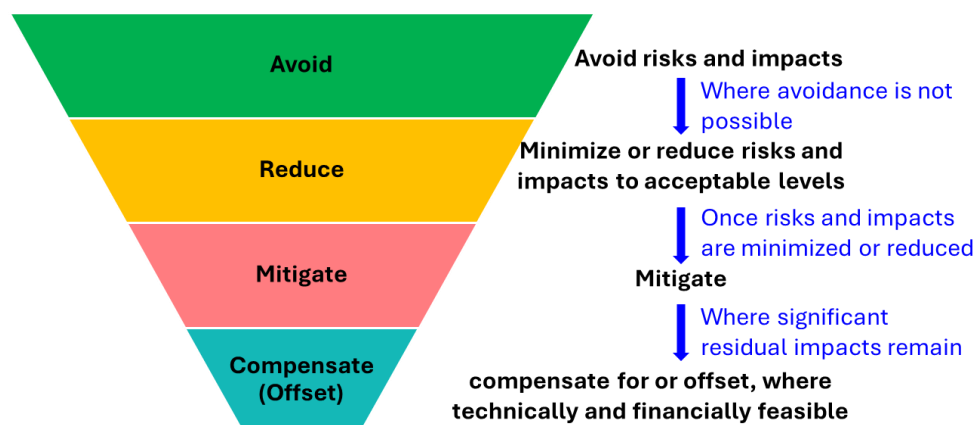 Avoid
Avoid risks and impacts
Where avoidance is not
possible
Reduce
Minimize or reduce risks and
impacts to acceptable levels
Once risks and impacts
are minimized or reduced
Mitigate
Mitigate
Where significant
residual impacts remain
Compensate
(Offset)
compensate for or offset, where
technically and financially feasible